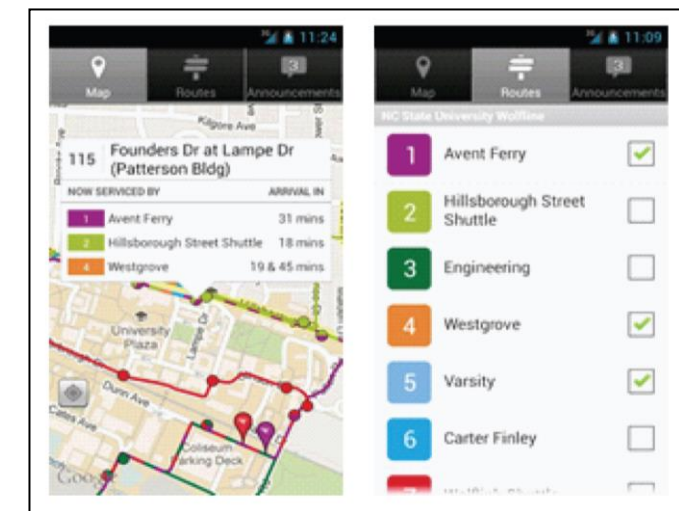 11:24
Map
Routes
3
Announcements
Kilgore Ave
115
Founders Dr at Lampe Dr
(Patterson Bldg)
NOW SERVICED BY ARRIVAL IN
1 Avent Ferry 31 mins
2 Hillsborough Street Shuttle 18 mins
4 Westgrove 19 & 45 mins
University
Plaza
Lampe Dr
Dunn Ave
Cates Ave
Coliseum
Parking Deck
Google
11:09
Map
Routes
3
Announcements
NC State University Wolfline
1 Avent Ferry
2 Hillsborough Street
Shuttle
3 Engineering
4 Westgrove
5 Varsity
6 Carter Finley